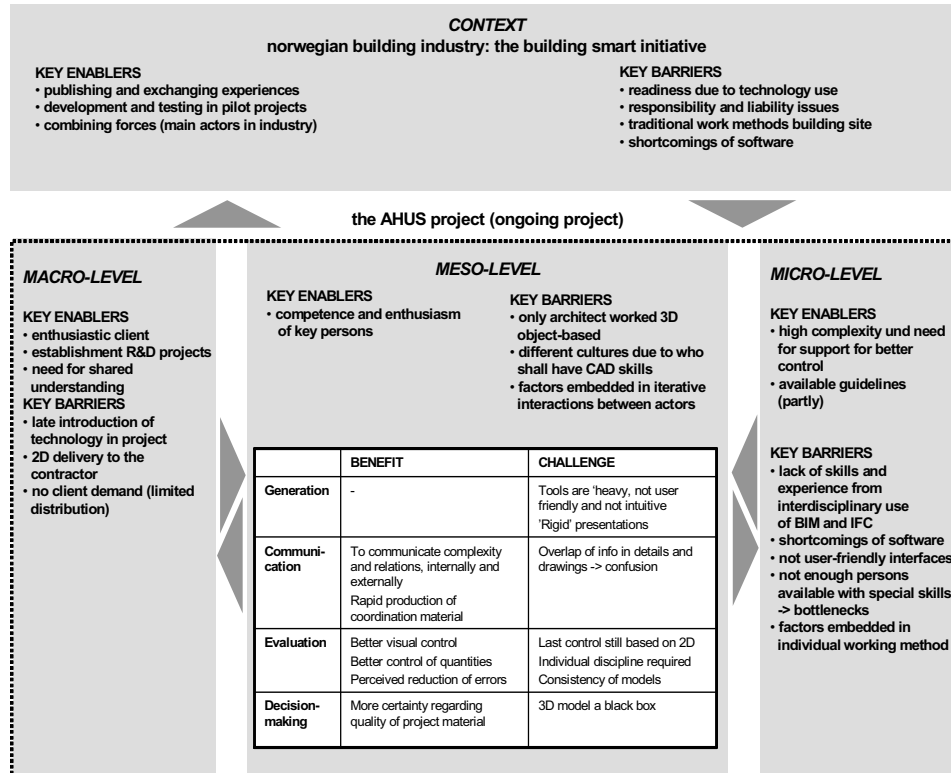 CONTEXT
norwegian building industry: the building smart initiative
KEY ENABLERS
• publishing and exchanging experiences
• development and testing in pilot projects
• combining forces (main actors in industry)
KEY BARRIERS
• readiness due to technology use
• responsibility and liability issues
• traditional work methods building site
• shortcomings of software
the AHUS project (ongoing project)
MACRO-LEVEL
KEY ENABLERS
• enthusiastic client
• establishment R&D projects
• need for shared
understanding
KEY BARRIERS
• late introduction of
technology in project
• 2D delivery to the
contractor
• no client demand (limited
distribution)
MESO-LEVEL
KEY ENABLERS
• competence and enthusiasm
of key persons
KEY BARRIERS
• only architect worked 3D
object-based
• different cultures due to who
shall have CAD skills
• factors embedded in iterative
interactions between actors
BENEFIT
CHALLENGE
Generation
-
Tools are 'heavy, not user
friendly and not intuitive
'Rigid' presentations
Communi-
cation
To communicate complexity
and relations, internally and
externally
Rapid production of
coordination material
Overlap of info in details and
drawings -> confusion
Evaluation
Better visual control
Better control of quantities
Perceived reduction of errors
Last control still based on 2D
Individual discipline required
Consistency of models
Decision-
making
More certainty regarding
quality of project material
3D model a black box
MICRO-LEVEL
KEY ENABLERS
• high complexity und need
for support for better
control
• available guidelines
(partly)
KEY BARRIERS
• lack of skills and
experience from
interdisciplinary use
of BIM and IFC
• shortcomings of software
• not user-friendly interfaces
• not enough persons
available with special skills
-> bottlenecks
• factors embedded in
individual working method